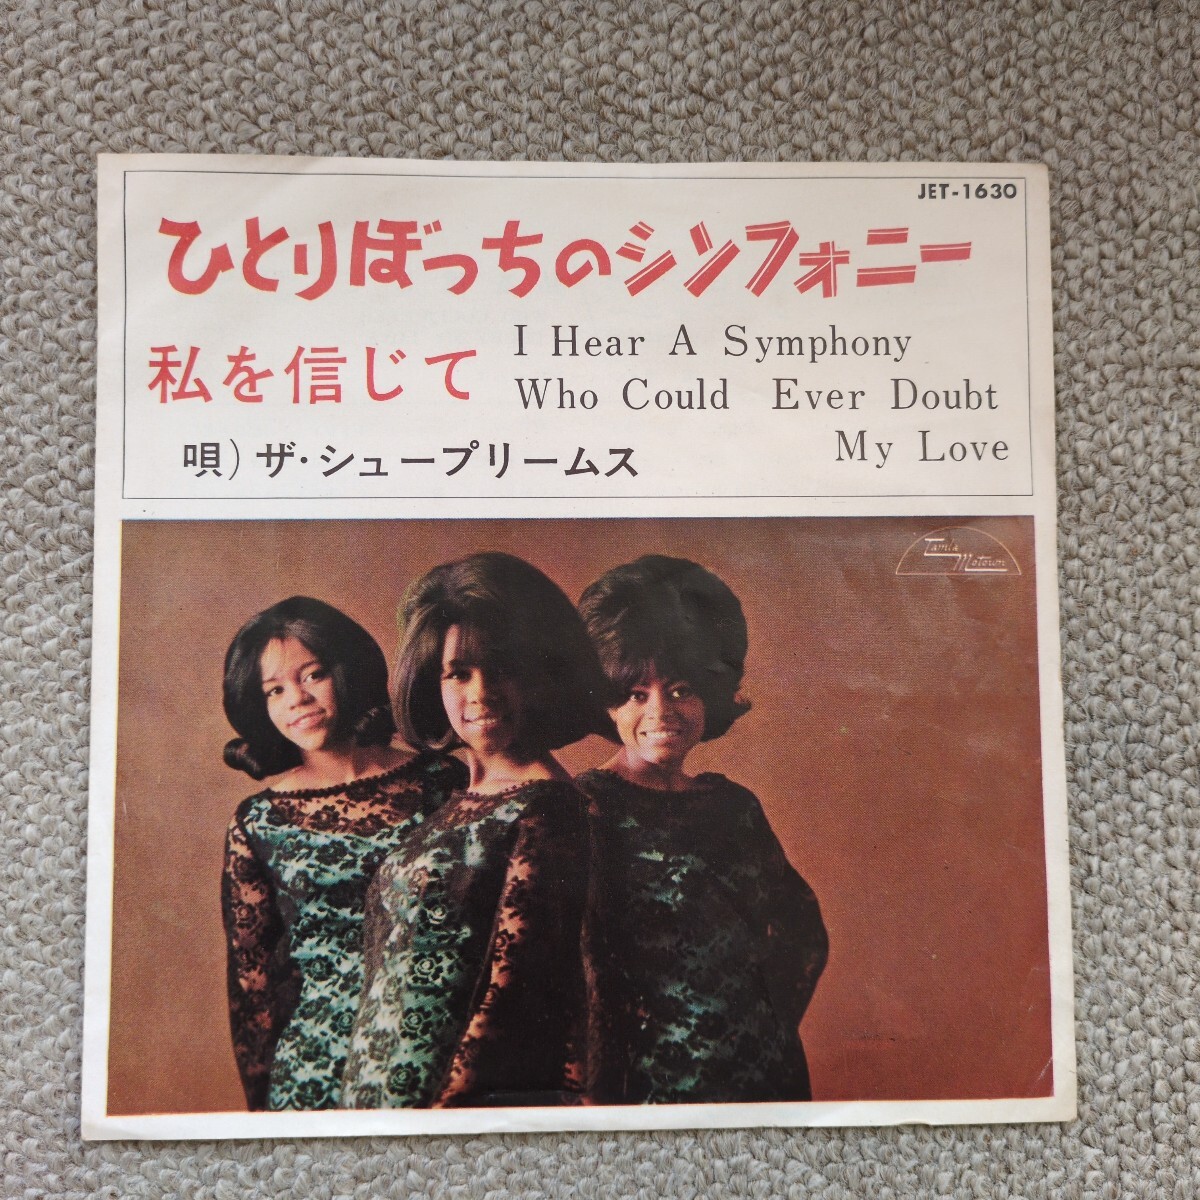 JET-1630
ひとりぼっちのシンフォニー
私を信じて
I Hear A Symphony
Who Could Ever Doubt
My Love
唄)ザ・シュープリームス
Tamla
Motown